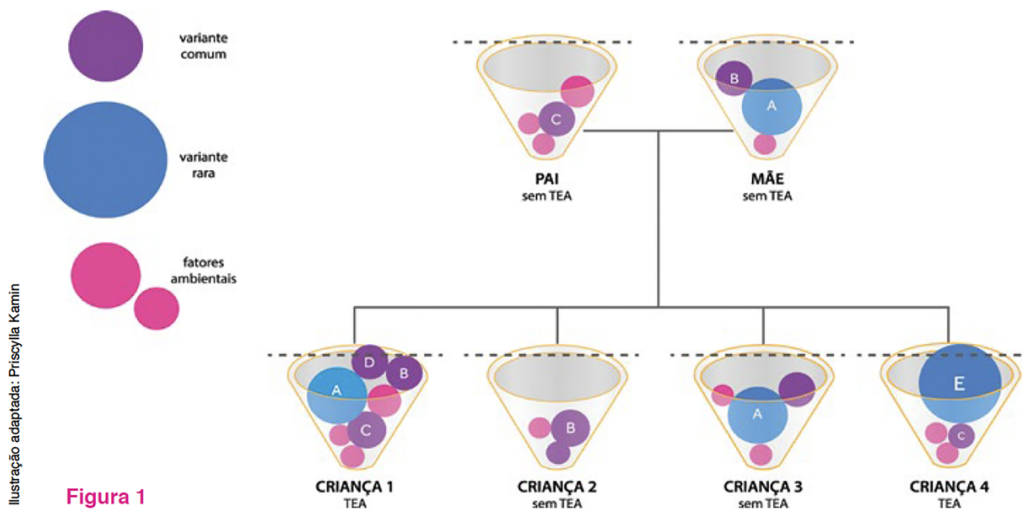 variante
comum
variante
rara
fatores
ambientais
Ilustração adaptada: Priscylla Kamin
Figura 1
C
PAI
sem TEA
B
A
MÃE
sem TEA
D
B
A
C
CRIANÇA 1
TEA
B
CRIANÇA 2
sem TEA
A
CRIANÇA 3
sem TEA
E
C
CRIANÇA 4
TEA